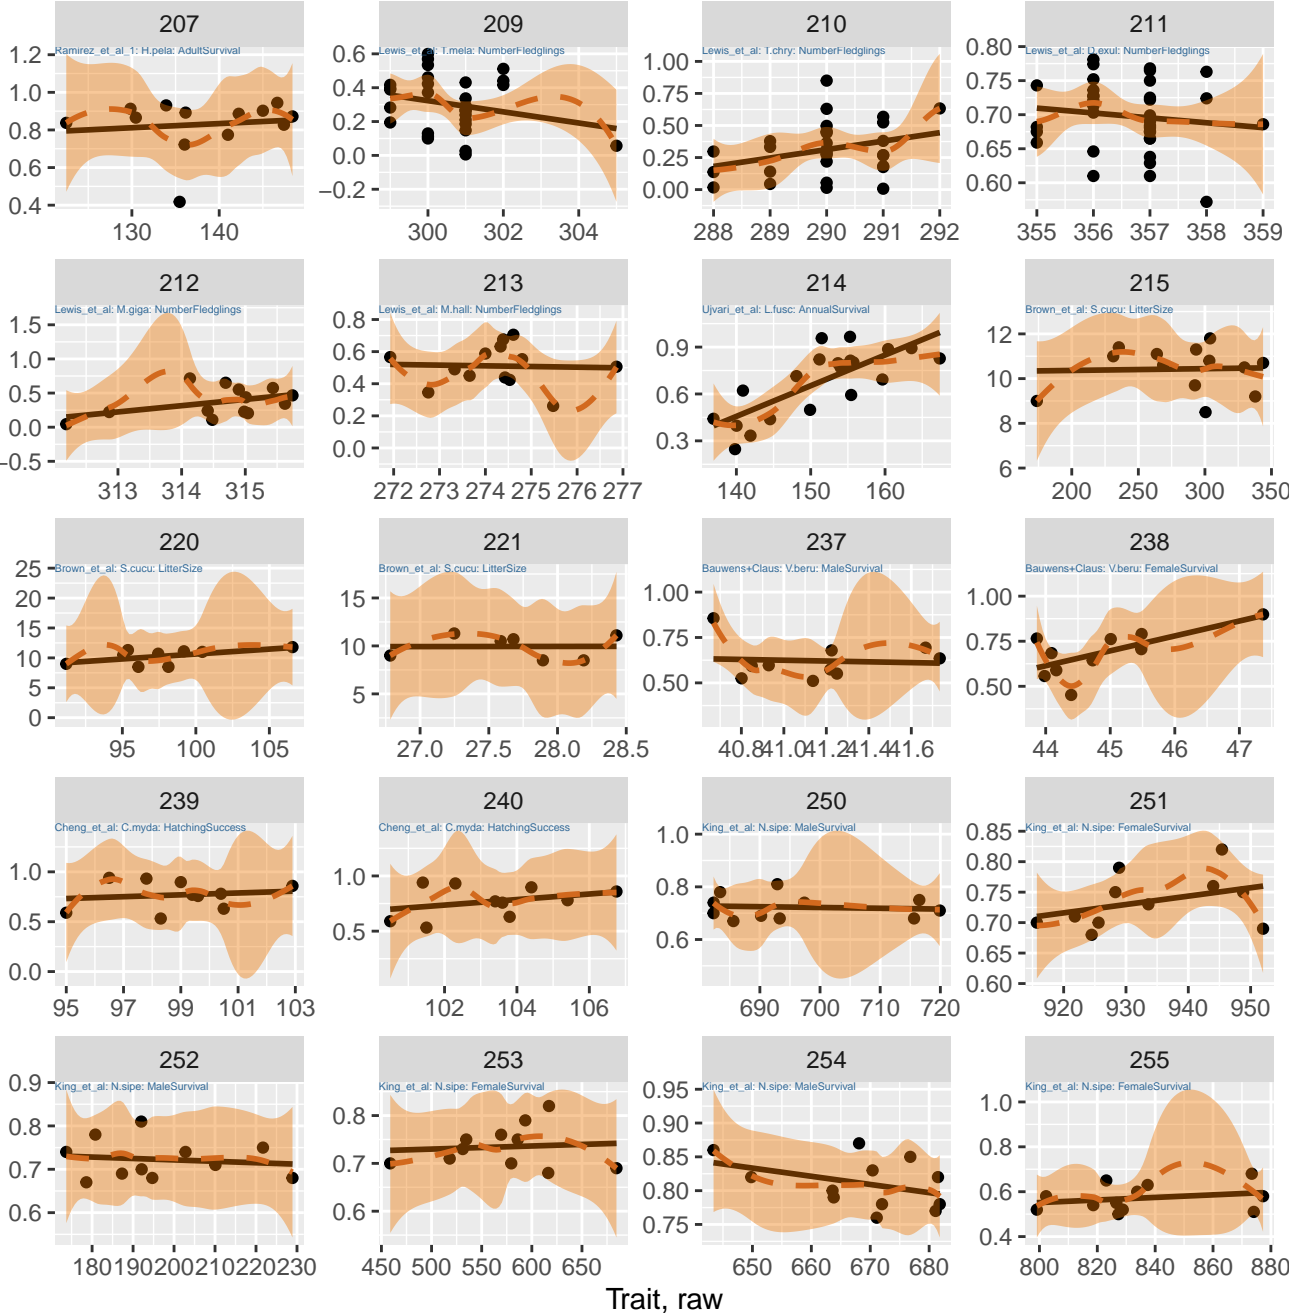 207 209 210 211
Ramirez_et_al_1: H.pela: AdultSurvival
Lewis_et_al: T.mela: NumberFledglings
Lewis_et_al: T.chry: NumberFledglings
Lewis_et_al: D.exul: NumberFledglings
1.2 1.0 0.8 0.6 0.4
0.6 0.4 0.2 0.0 −0.2
1.00 0.75 0.50 0.25 0.00
0.80 0.75 0.70 0.65 0.60
130 140
300 302 304
288 289 290 291 292
355 356 357 358 359
212 213 214 215
Lewis_et_al: M.giga: NumberFledglings
Lewis_et_al: M.hall: NumberFledglings
Ujvari_et_al: L.fusc: AnnualSurvival
Brown_et_al: S.cucu: LitterSize
1.5 1.0 0.5 0.0 −0.5
0.8 0.6 0.4 0.2 0.0
0.9 0.6 0.3
12 10 8 6
313 314 315
272 273 274 275 276 277
140 150 160
200 250 300 350
220 221 237 238
Brown_et_al: S.cucu: LitterSize
Brown_et_al: S.cucu: LitterSize
Bauwens+Claus: V.beru: MaleSurvival
Bauwens+Claus: V.beru: FemaleSurvival
25 20 15 10 5 0
15 10 5
1.00 0.75 0.50
1.00 0.75 0.50
95 100 105
27.0 27.5 28.0 28.5
40.8 41.0 41.2 41.4 41.6
44 45 46 47
239 240 250 251
Cheng_et_al: C.myda: HatchingSuccess
Cheng_et_al: C.myda: HatchingSuccess
King_et_al: N.sipe: MaleSurvival
King_et_al: N.sipe: FemaleSurvival
1.0 0.5 0.0
1.0 0.5
1.0 0.8 0.6
0.85 0.80 0.75 0.70 0.65 0.60
95 97 99 101 103
102 104 106
690 700 710 720
920 930 940 950
252 253 254 255
King_et_al: N.sipe: MaleSurvival
King_et_al: N.sipe: FemaleSurvival
King_et_al: N.sipe: MaleSurvival
King_et_al: N.sipe: FemaleSurvival
0.9 0.8 0.7 0.6
0.8 0.7 0.6
0.95 0.90 0.85 0.80 0.75
1.0 0.8 0.6 0.4
180 190 200 210 220 230
450 500 550 600 650
650 660 670 680
800 820 840 860 880
Trait, raw